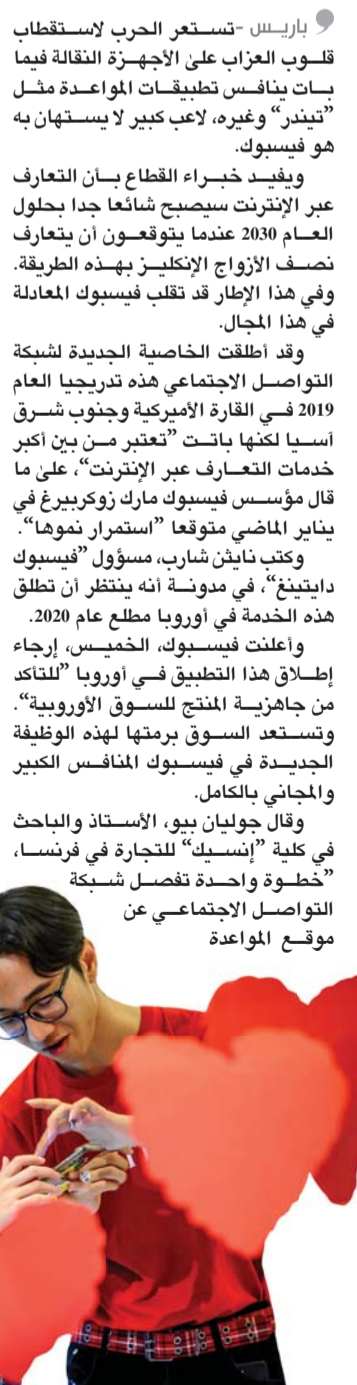 باريس - تستعر الحرب لاستقطاب
قلوب العزاب على الأجهزة النقالة فيما
بات ينافس تطبيقات المواعدة مثل
”تيندر“ وغيره، لاعب كبير لا يستهان به
هو فيسبوك.
ويفيد خبراء القطاع بأن التعارف
عبر الإنترنت سيصبح شائعا جدا بحلول
العام 2030 عندما يتوقعون أن يتعارف
نصف الأزواج الإنكليز بهذه الطريقة.
وفي هذا الإطار قد تقلب فيسبوك المعادلة
في هذا المجال.
وقد أطلقت الخاصية الجديدة لشبكة
التواصل الاجتماعي هذه تدريجيا العام
2019 في القارة الأميركية وجنوب شرق
آسيا لكنها باتت ”تعتبر من بين أكبر
خدمات التعارف عبر الإنترنت“، على ما
قال مؤسس فيسبوك مارك زوكربيرغ في
يناير الماضي متوقعا ”استمرار نموها“.
وكتب نايثن شارب، مسؤول ”فيسبوك
دايتينغ“، في مدونة أنه ينتظر أن تطلق
هذه الخدمة في أوروبا مطلع عام 2020.
وأعلنت فيسبوك، الخميس، إرجاء
إطلاق هذا التطبيق في أوروبا ”للتأكد
من جاهزية المنتج للسوق الأوروبية“.
وتستعد السوق برمتها لهذه الوظيفة
الجديدة في فيسبوك المنافس الكبير
والمجاني بالكامل.
وقال جوليان بيو، الأستاذ والباحث
في كلية ”إنسيك“ للتجارة في فرنسا،
”خطوة واحدة تفصل شبكة
التواصل الاجتماعي عن
موقع المواعدة